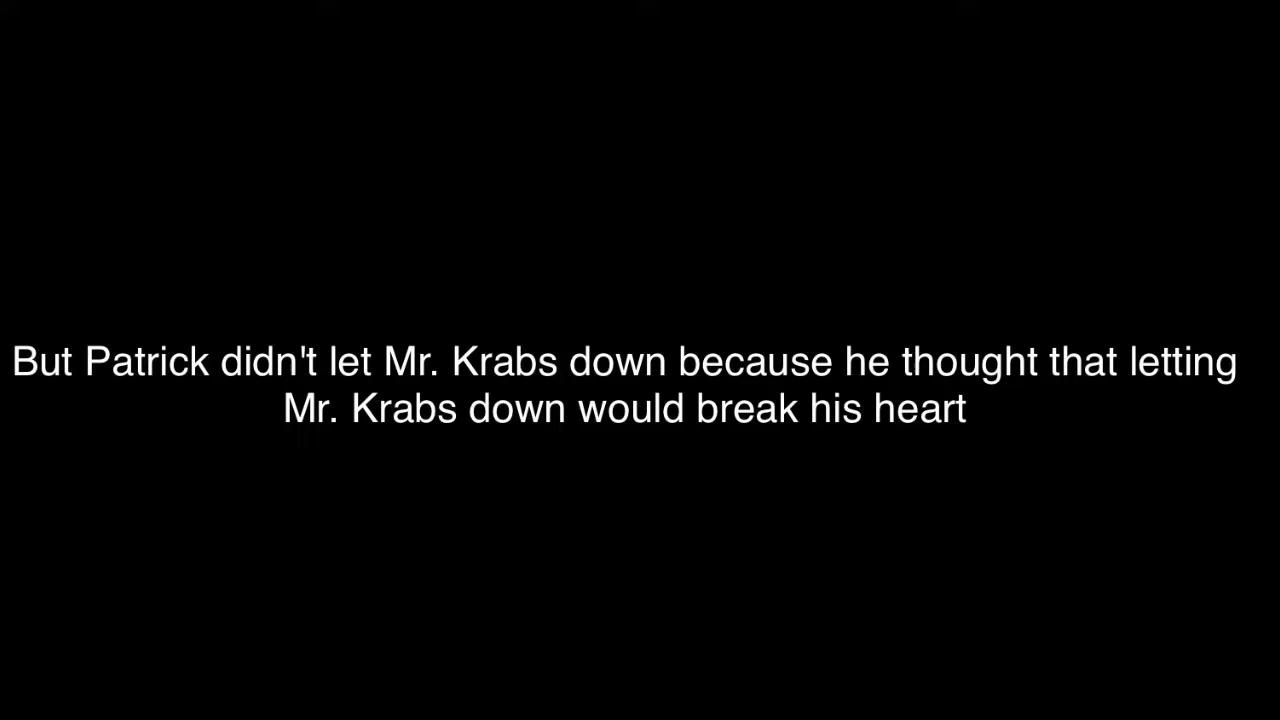 But Patrick didn't let Mr. Krabs down because he thought that letting
Mr. Krabs down would break his heart